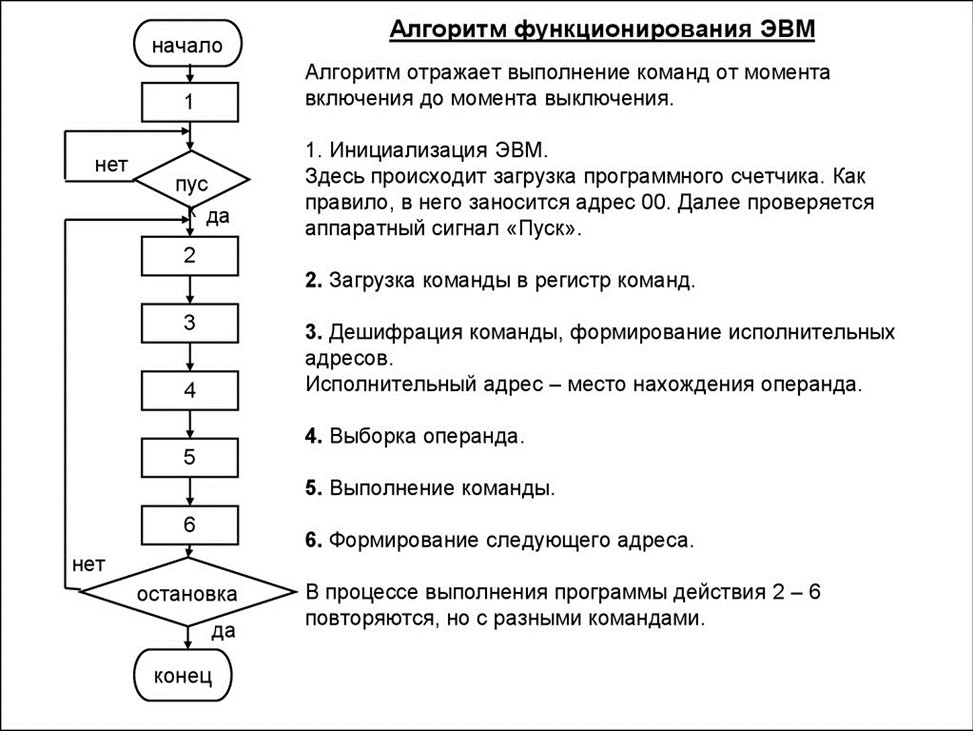 Алгоритм функционирования ЭВМ
Алгоритм отражает выполнение команд от момента
включения до момента выключения.
1. Инициализация ЭВМ.
Здесь происходит загрузка программного счетчика. Как
правило, в него заносится адрес 00. Далее проверяется
аппаратный сигнал «Пуск».
2. Загрузка команды в регистр команд.
3. Дешифрация команды, формирование исполнительных
адресов.
Исполнительный адрес – место нахождения операнда.
4. Выборка операнда.
5. Выполнение команды.
6. Формирование следующего адреса.
В процессе выполнения программы действия 2 – 6
повторяются, но с разными командами.
начало
1
нет
пус
к
да
2
3
4
5
6
нет
остановка
да
конец